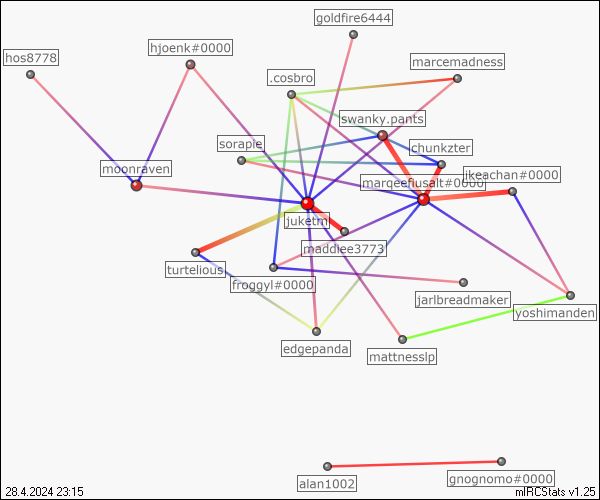 goldfire6444
hjoenk#0000
hos8778
marcemadness
.cosbro
swanky.pants
sorapie
chunkzter
moonraven
ikeachan#0000
marqeefiusalt#0000
juketm
maddiee3773
turtelious
froggyl#0000
jarlbreadmaker
yoshimanden
edgepanda
mattnesslp
alan1002
gnognomo#0000
28.4.2024 23:15
mIRCStats v1.25